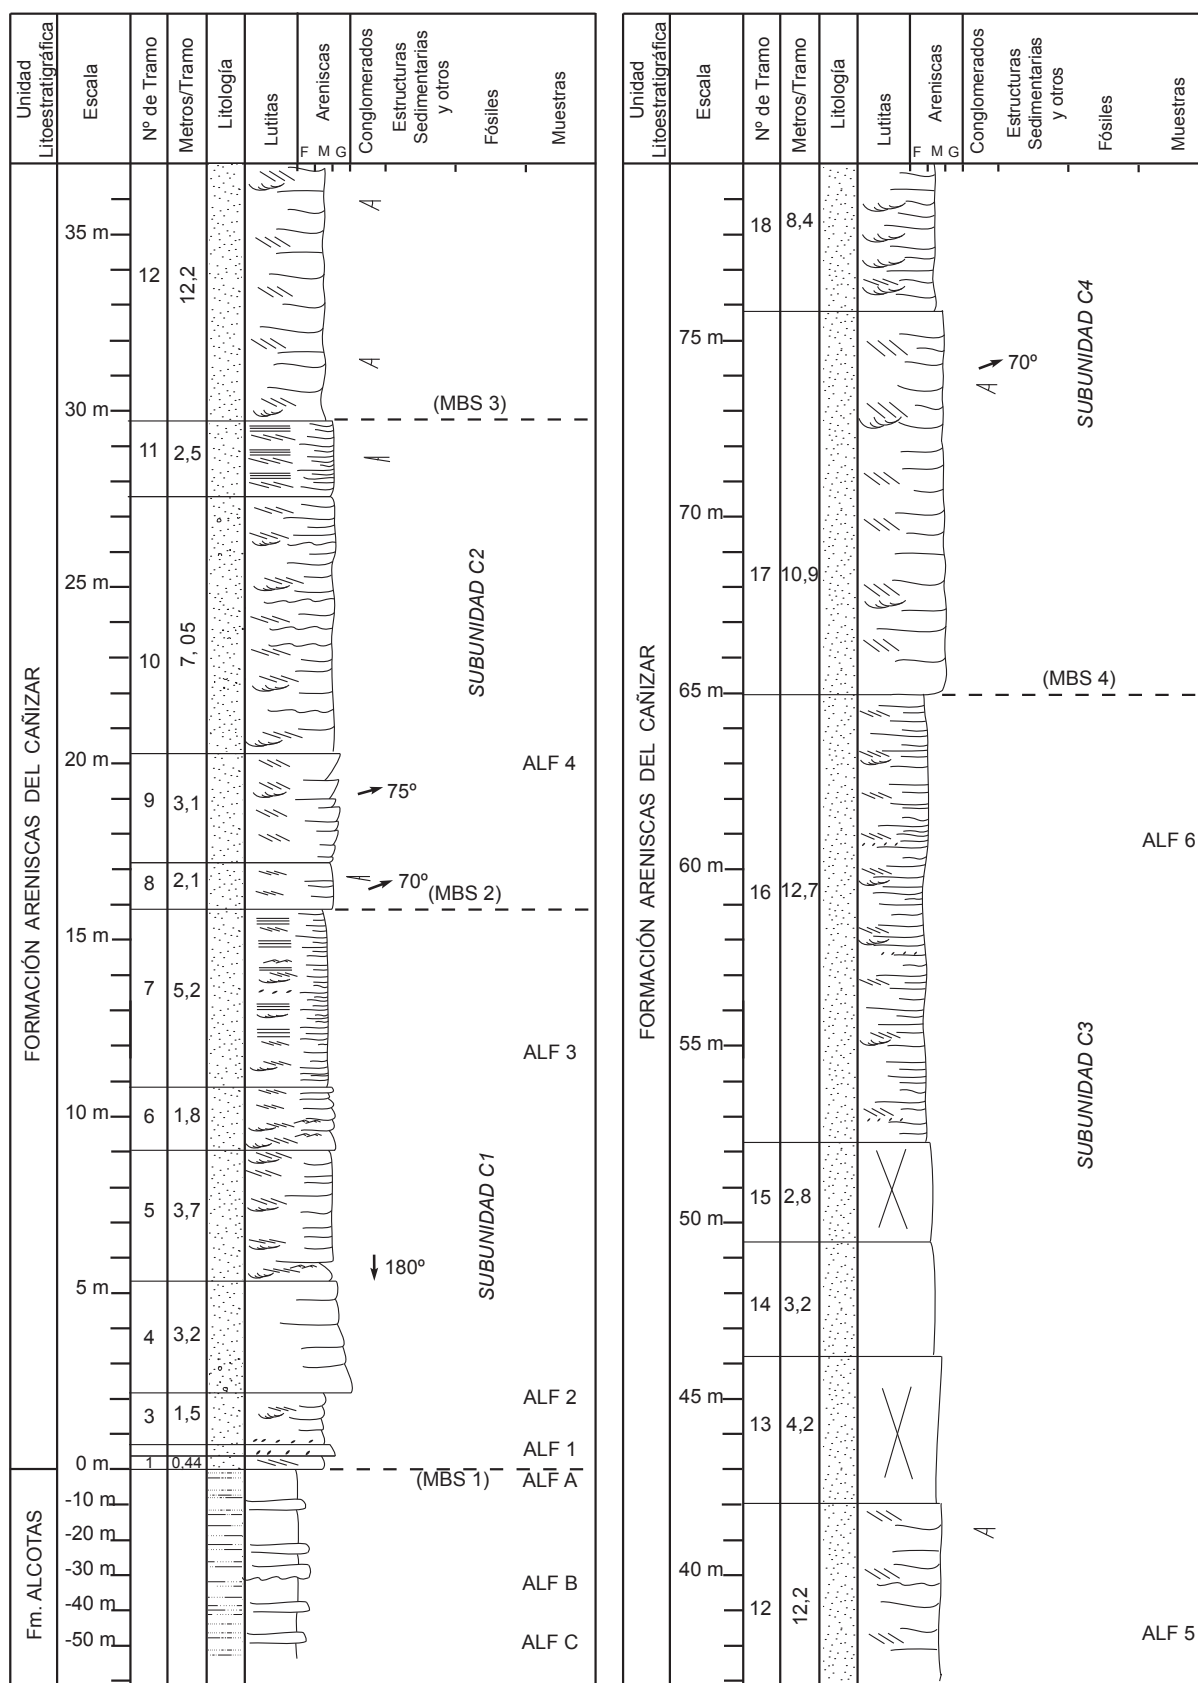 Unidad
Litoestratigráfica
Escala
Nº de Tramo
Metros/Tramo
Litología
Lutitas
Areniscas
F M G
Conglomerados
Estructuras
Sedimentarias
y otros
Fósiles
Muestras
FORMACIÓN ARENISCAS DEL CAÑIZAR
Fm. ALCOTAS
35 m
12
12,2
30 m
(MBS 3)
11
2,5
25 m
10
7,05
SUBUNIDAD C2
20 m
ALF 4
9
3,1
75º
8
2,1
70º
(MBS 2)
15 m
7
5,2
ALF 3
10 m
6
1,8
5
3,7
SUBUNIDAD C1
180º
5 m
4
3,2
3
1,5
ALF 2
ALF 1
1
0,44
0 m
(MBS 1)
ALF A
-10 m
-20 m
-30 m
ALF B
-40 m
-50 m
ALF C
Unidad
Litoestratigráfica
Escala
Nº de Tramo
Metros/Tramo
Litología
Lutitas
Areniscas
F M G
Conglomerados
Estructuras
Sedimentarias
y otros
Fósiles
Muestras
FORMACIÓN ARENISCAS DEL CAÑIZAR
18
8,4
SUBUNIDAD C4
75 m
70º
70 m
17
10,9
65 m
(MBS 4)
ALF 6
60 m
16
12,7
55 m
SUBUNIDAD C3
15
2,8
50 m
14
3,2
45 m
13
4,2
40 m
12
12,2
ALF 5